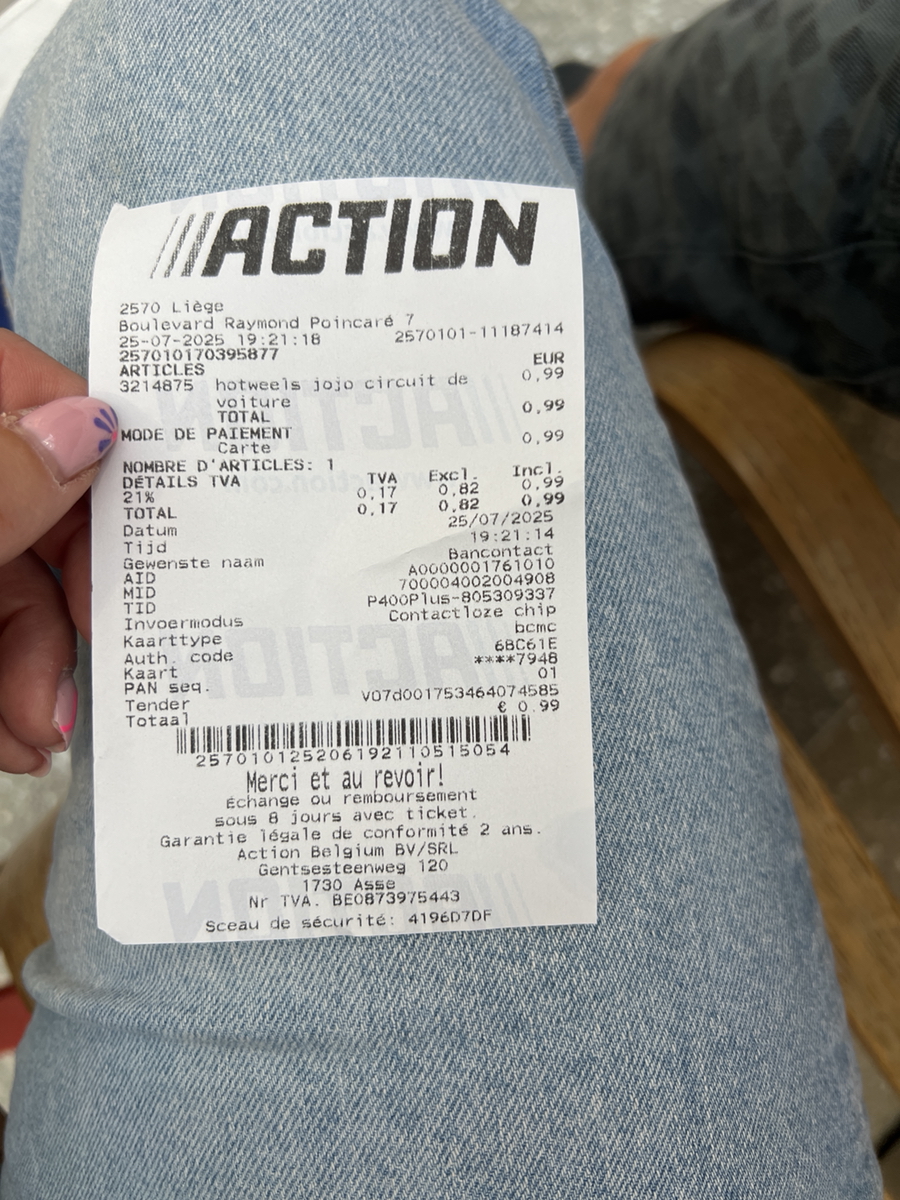 ACTION
2570 Liège
Boulevard Raymond Poincaré 7
25-07-2025 19:21:18 2570101-11187414
257010170395877
ARTICLES EUR
3214875 hotweels jojo circuit de 0,99
voiture
TOTAL 0,99
MODE DE PAIEMENT
Carte 0,99
NOMBRE D'ARTICLES: 1
DÉTAILS TVA TVA Excl. Incl.
21% 0,17 0,82 0,99
TOTAL 0,17 0,82 0,99
Datum 25/07/2025
Tijd 19:21:14
Gewenste naam Bancontact
AID A0000001761010
MID 700004002004908
TID P400Plus-805309337
Invoermodus Contactloze chip
Kaarttype bcmc
Auth. code 6BC61E
Kaart ****7948
PAN seq. 01
Tender V07d001753464074585
Totaal € 0.99
257010125206192110515054
Merci et au revoir!
Échange ou remboursement
sous 8 jours avec ticket.
Garantie légale de conformité 2 ans.
Action Belgium BV/SRL
Gentsesteenweg 120
1730 Asse
Nr TVA. BE0873975443
Sceau de sécurité: 4196D7DF